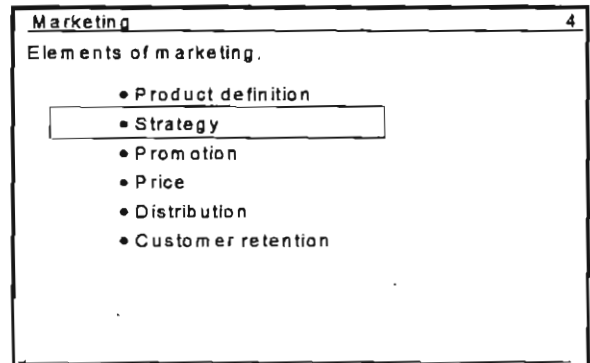 Marketing 4
Elements of marketing.
• Product definition
• Strategy
• Promotion
• Price
• Distribution
• Customer retention